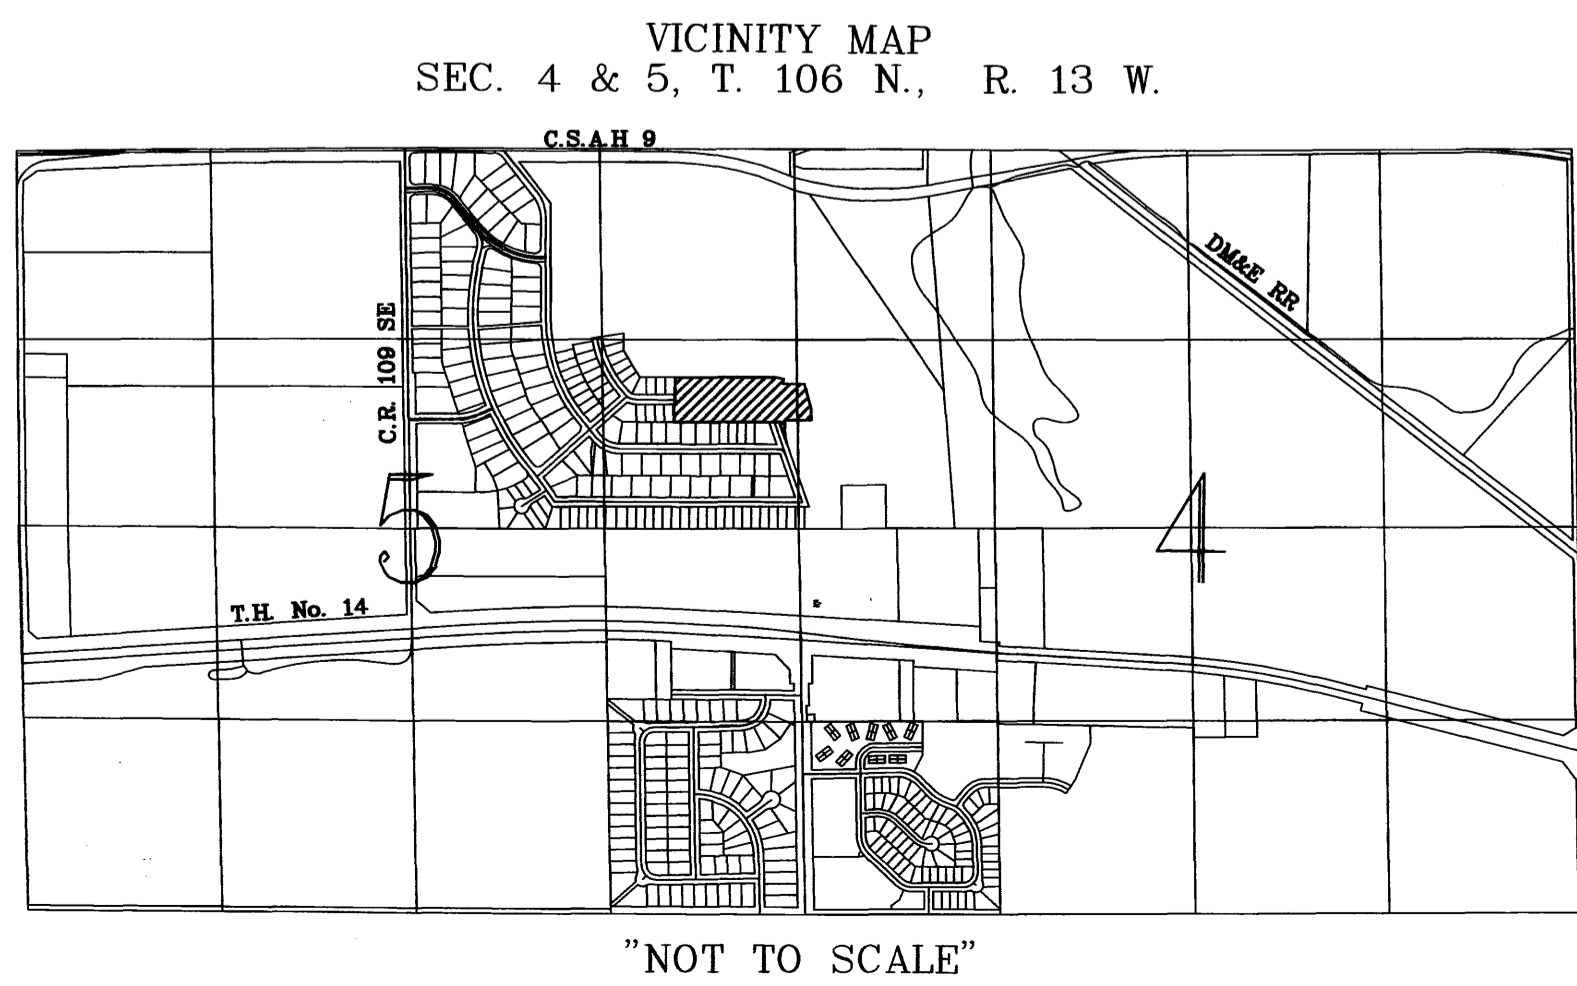 VICINITY MAP
SEC. 4 & 5, T. 106 N., R. 13 W.
C.S.A.H 9
DM&E RR
C.R. 109 SE
5
4
T.H. No. 14
"NOT TO SCALE"